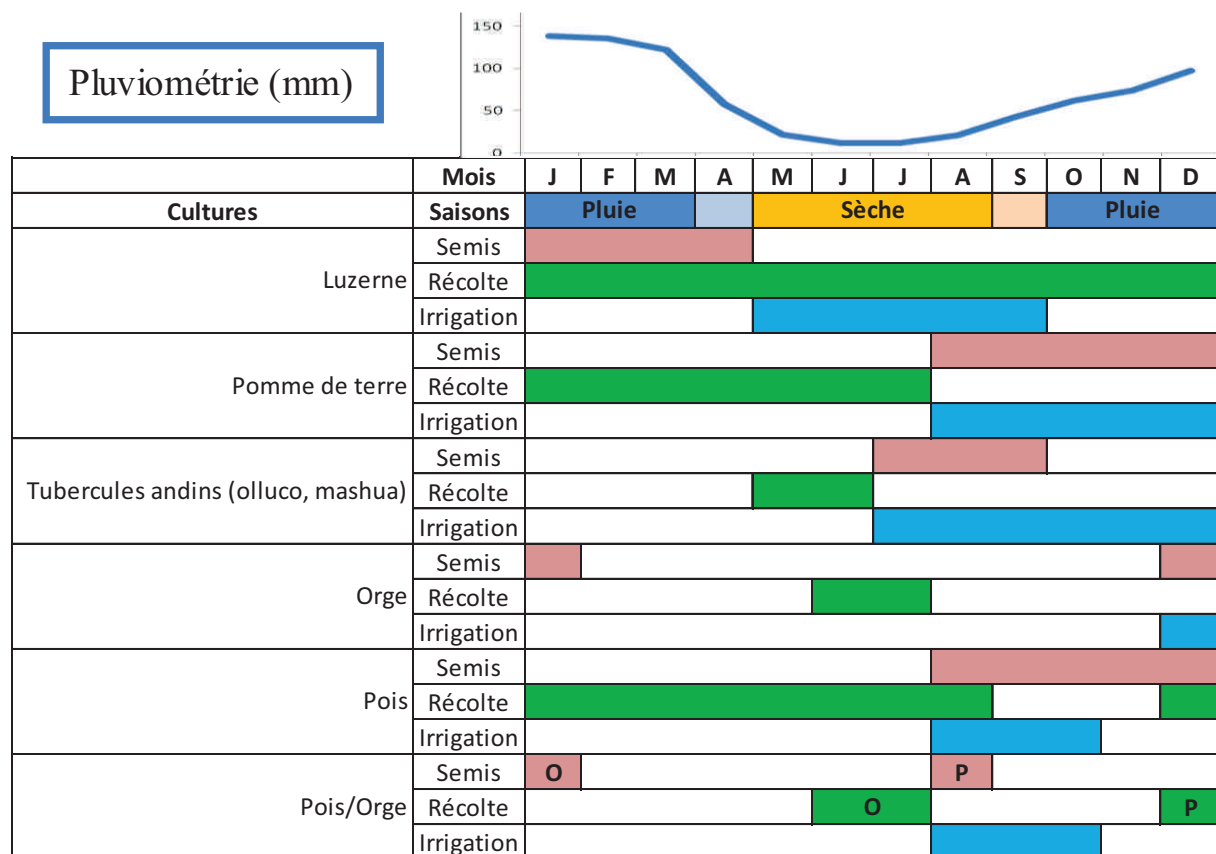 Pluviométrie (mm)
150
100
50
0
Mois J F M A M J J A S O N D
Cultures Saisons Pluie Sèche Pluie
Semis
Luzerne Récolte
Irrigation
Semis
Pomme de terre Récolte
Irrigation
Semis
Tubercules andins (olluco, mashua) Récolte
Irrigation
Semis
Orge Récolte
Irrigation
Semis
Pois Récolte
Irrigation
Semis O P
Pois/Orge Récolte O P
Irrigation